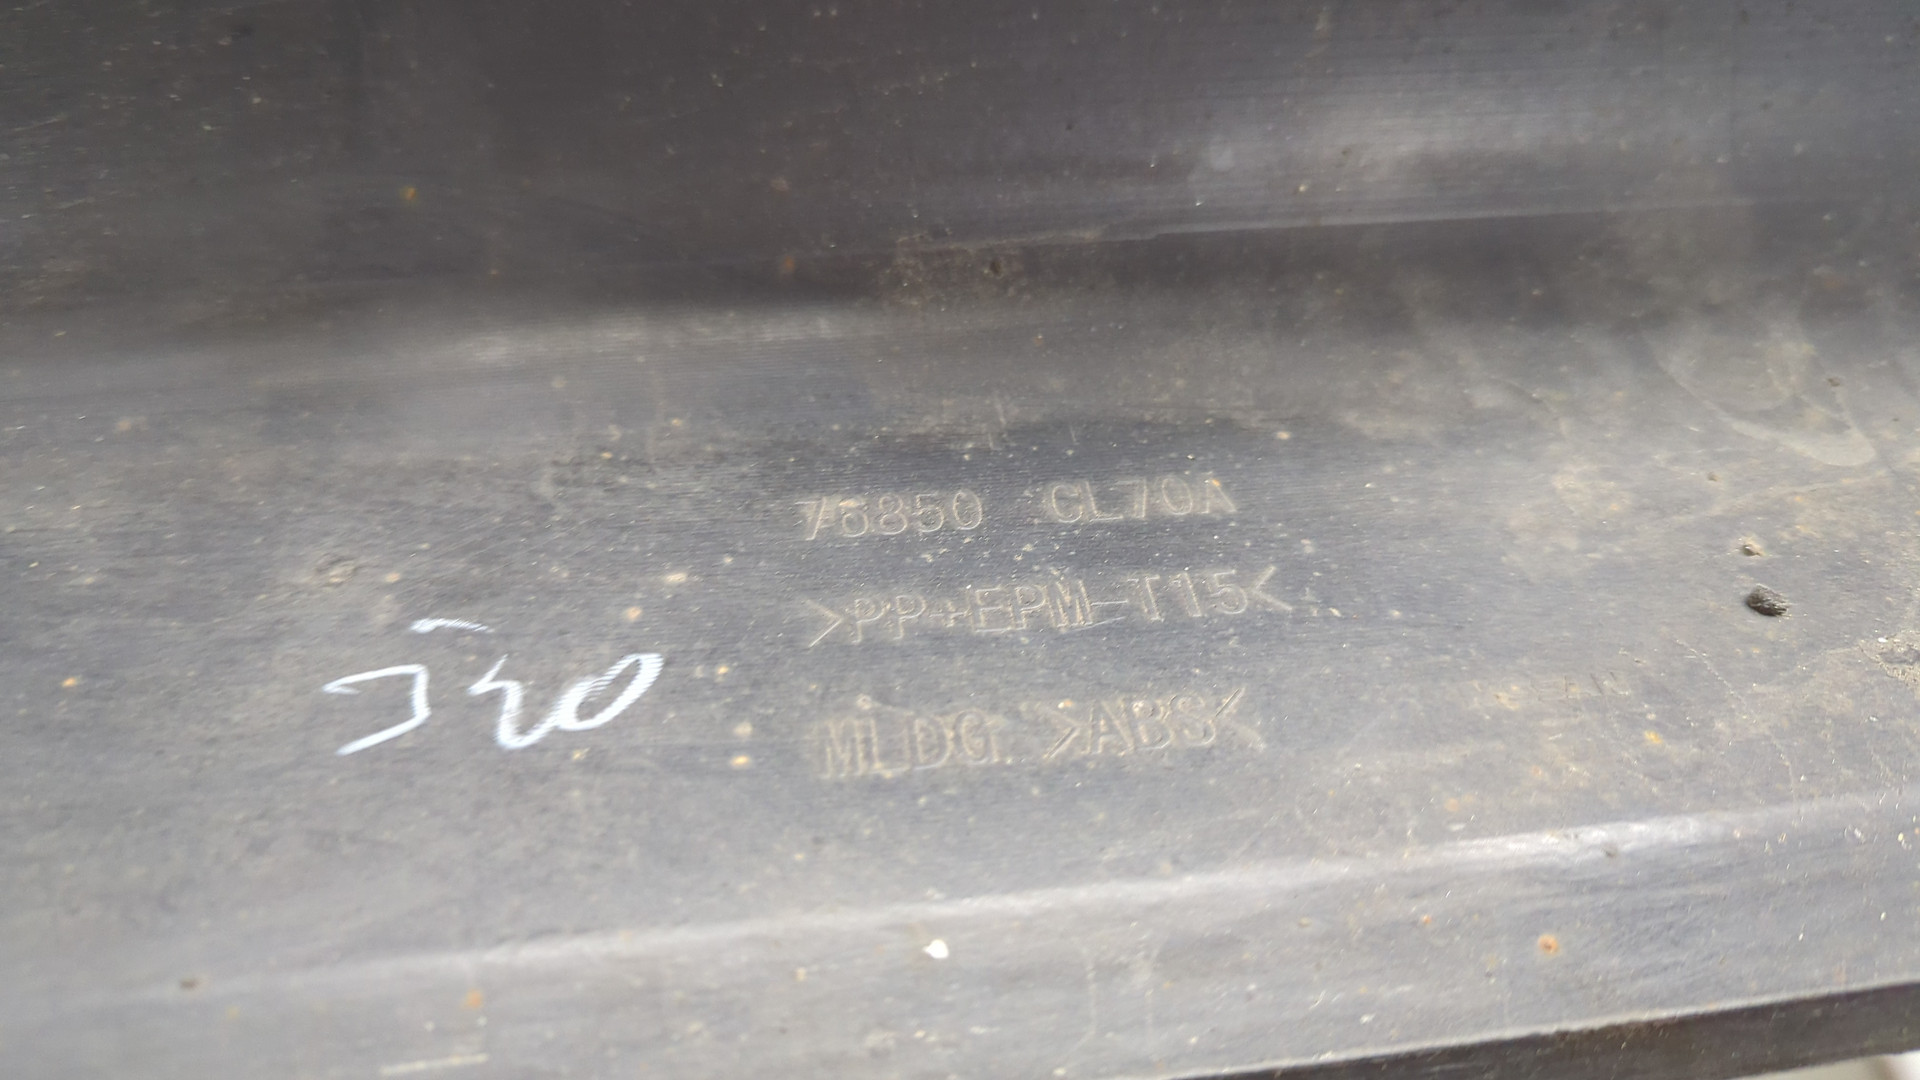 76850 CL70A
>PP+EPM-T15<
MLDG >ABS<